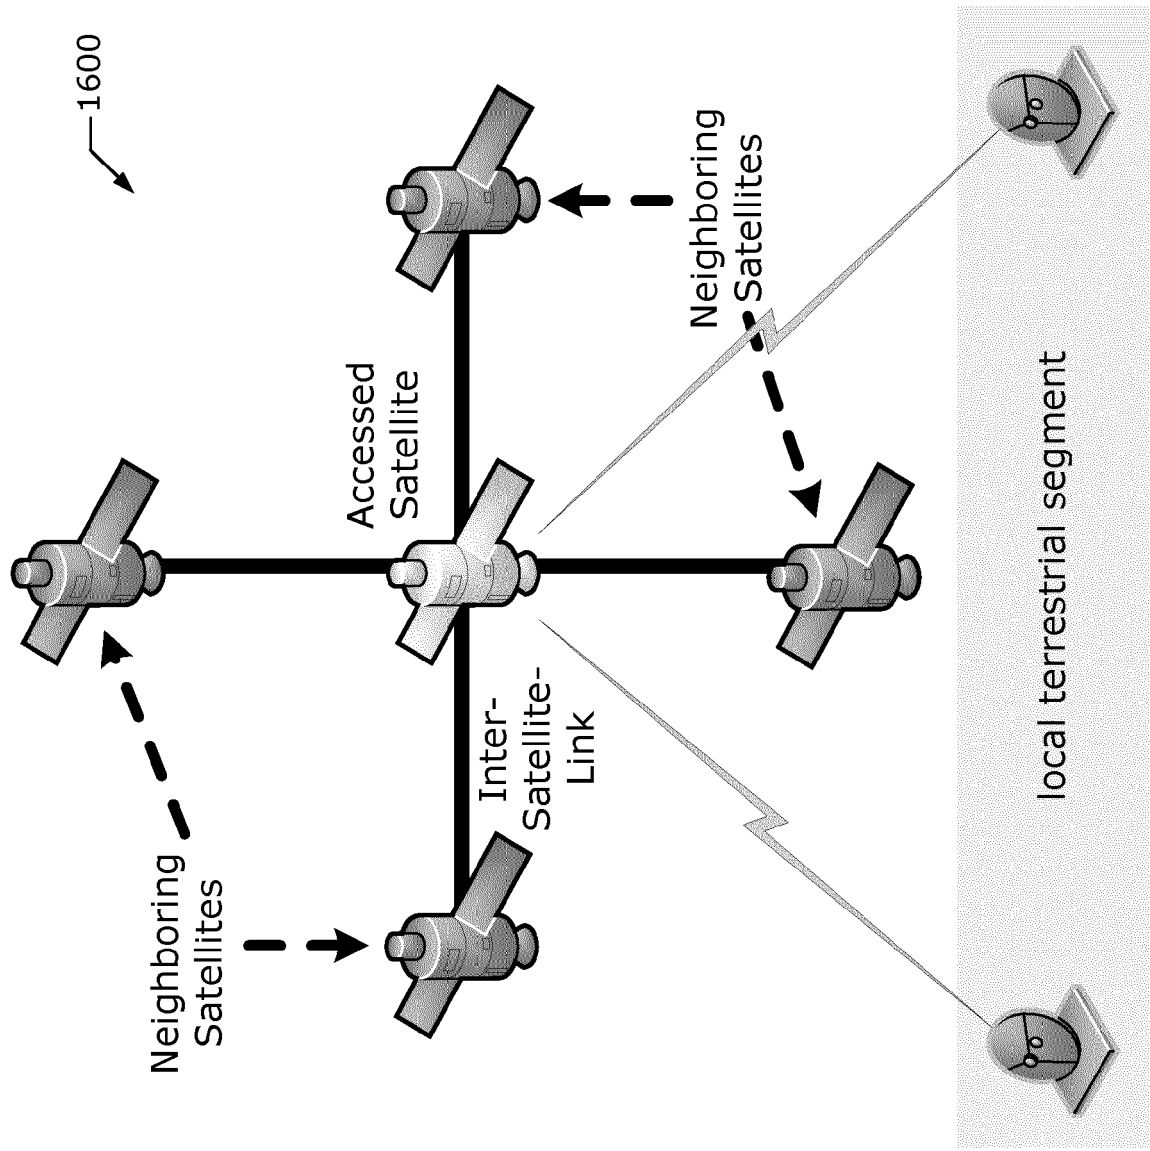 1600
Neighboring
Satellites
Accessed
Satellite
Inter-
Satellite-
Link
Neighboring
Satellites
local terrestrial segment